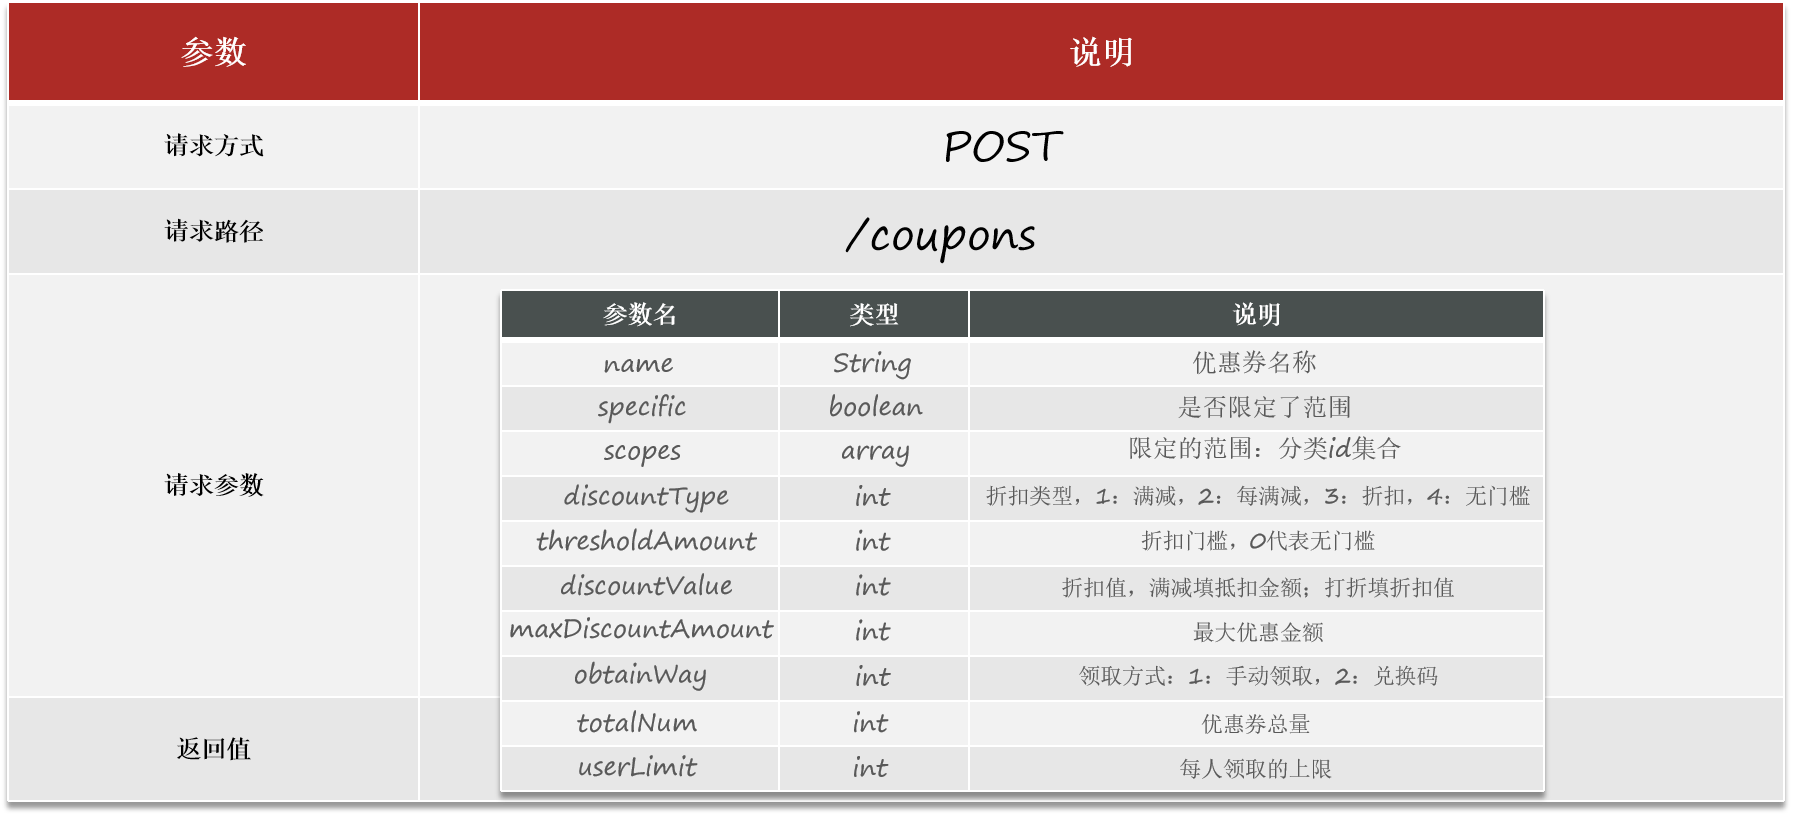 参数 说明
请求方式 POST
请求路径 /coupons
请求参数
参数名 类型 说明
name String 优惠券名称
specific boolean 是否限定了范围
scopes array 限定的范围：分类id集合
discountType int 折扣类型，1：满减，2：每满减，3：折扣，4：无门槛
thresholdAmount int 折扣门槛，0代表无门槛
discountValue int 折扣值，满减填抵扣金额；打折填折扣值
maxDiscountAmount int 最大优惠金额
obtainWay int 领取方式：1：手动领取，2：兑换码
totalNum int 优惠券总量
userLimit int 每人领取的上限
返回值